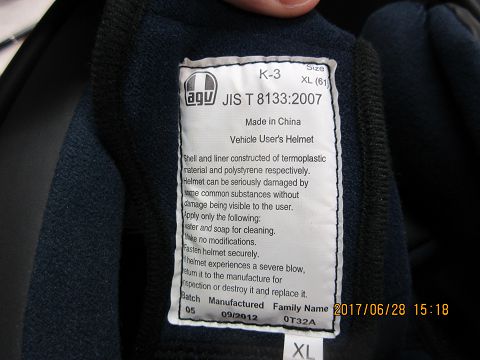 K-3
Size
XL (61)
agv
JIS T 8133:2007
Made in China
Vehicle User's Helmet
Shell and liner constructed of termoplastic
material and polystyrene respectively.
Helmet can be seriously damaged by
some common substances without
damage being visible to the user.
Apply only the following:
water and soap for cleaning.
Make no modifications.
Fasten helmet securely.
If helmet experiences a severe blow,
return it to the manufacture for
inspection or destroy it and replace it.
Batch Manufactured Family Name
05 09/2012 0T32A
XL
2017/06/28 15:18